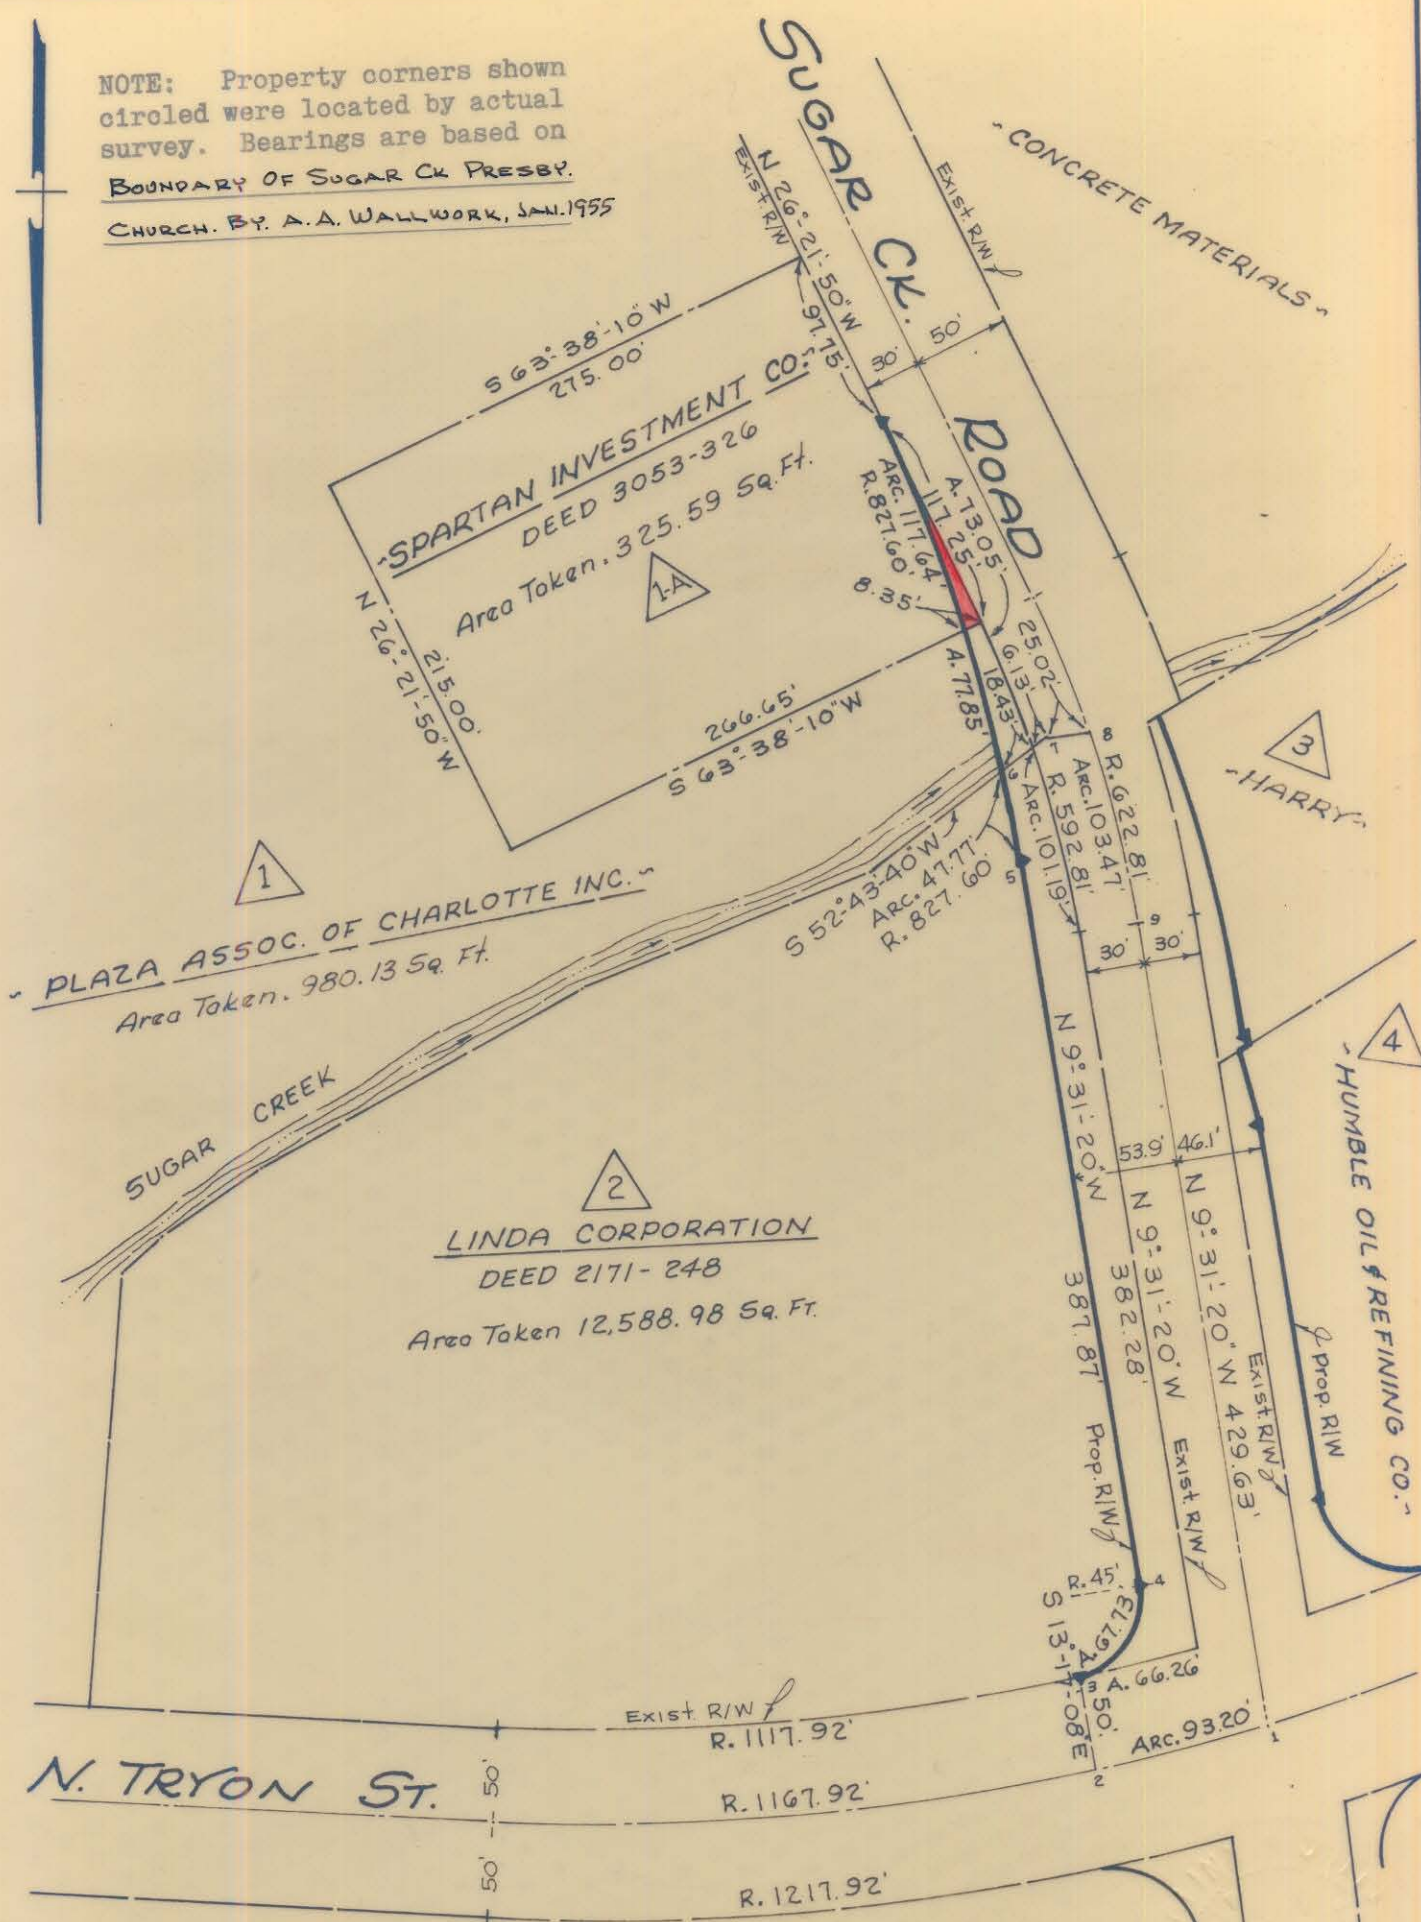 NOTE: Property corners shown
circled were located by actual
survey. Bearings are based on
BOUNDARY OF SUGAR CK PRESBY.
CHURCH. BY. A.A. WALLWORK, JAN. 1955
SUGAR CK. ROAD
N 26°-21'-50" W
EXIST. R/W
EXIST. R/W
- CONCRETE MATERIALS -
S 63°-38'-10" W
275.00'
97.75'
30'
50'
-SPARTAN INVESTMENT CO.-
DEED 3053-326
Area Taken. 325.59 Sq. Ft.
1-A
ARC. 117.64'
R. 827.60'
117.25'
A. 73.05'
8.35'
N 26°-21'-50" W
215.00'
266.65'
S 63°-38'-10" W
A. 77.85'
18.43'
6.13'
25.02'
8
R. 622.81'
ARC. 103.47'
R. 592.81'
ARC. 101.19'
S 52°-43'-40" W
ARC. 47.77'
R. 827.60'
5
9
30'
30'
3
-HARRY-
1
- PLAZA ASSOC. OF CHARLOTTE INC. -
Area Taken. 980.13 Sq. Ft.
SUGAR CREEK
4
- HUMBLE OIL & REFINING CO. -
N 9°-31'-20" W
387.87'
Prop. R/W
53.9'
46.1'
N 9°-31'-20" W
382.28'
EXIST. R/W
N 9°-31'-20" W 429.63'
EXIST. R/W
Prop. R/W
2
LINDA CORPORATION
DEED 2171-248
Area Taken 12,588.98 Sq. FT.
R. 45'
4
A. 67.73'
S 13°-17'-08" E
50'
3
A. 66.26'
ARC. 93.20'
1
2
EXIST. R/W
R. 1117.92'
N. TRYON ST.
50'
50'
R. 1167.92'
R. 1217.92'